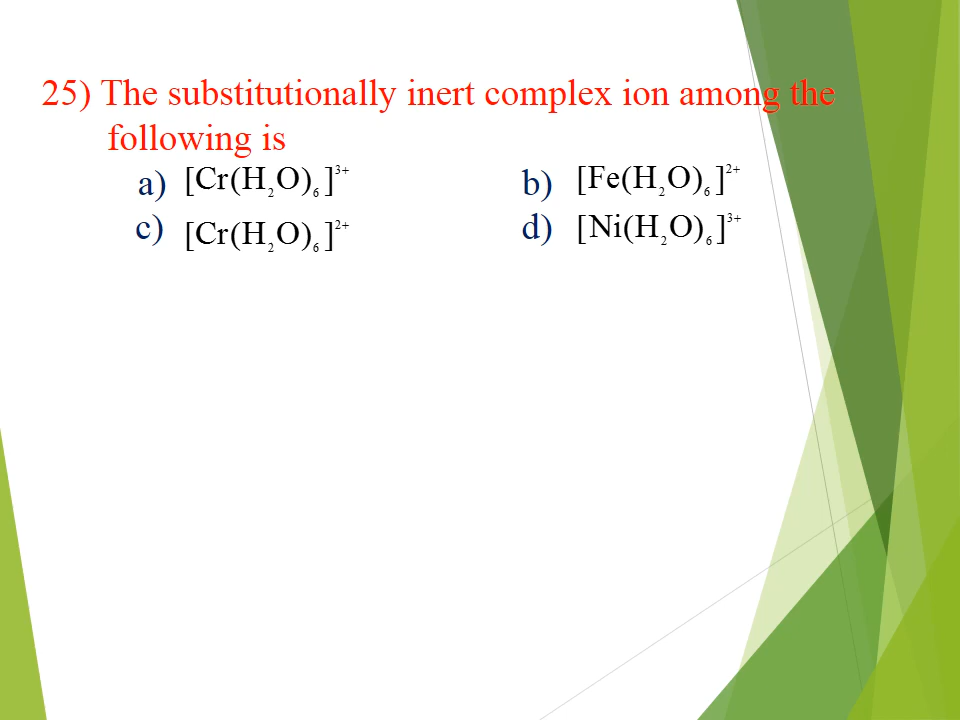 25) The substitutionally inert complex ion among the
following is
a) [Cr(H₂O)₆]³⁺ b) [Fe(H₂O)₆]²⁺
c) [Cr(H₂O)₆]²⁺ d) [Ni(H₂O)₆]³⁺